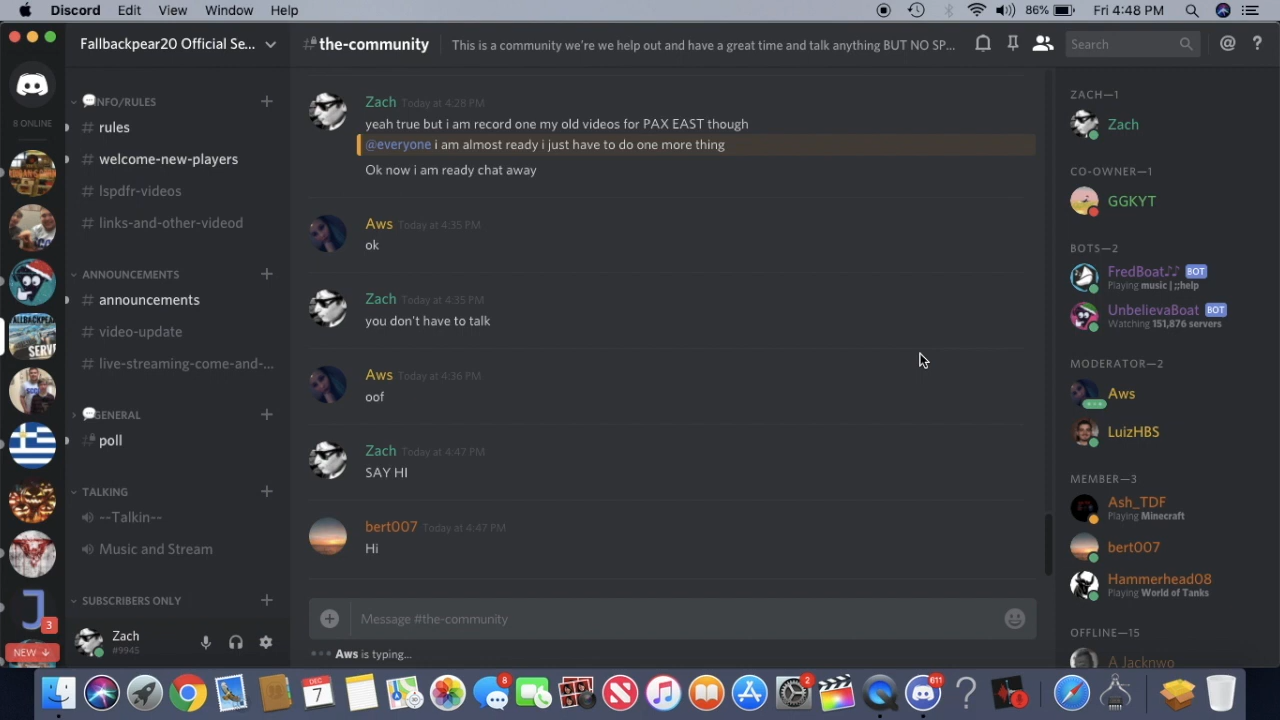 Discord Edit View Window Help
86% Fri 4:48 PM
Fallbackpear20 Official Se...
the-community
This is a community we're we help out and have a great time and talk anything BUT NO SP...
Search
@ ?
8 ONLINE
NEW ↓
3
INFO/RULES +
# rules
# welcome-new-players
# lspdfr-videos
# links-and-other-videod
ANNOUNCEMENTS +
# announcements
# video-update
# live-streaming-come-and-...
GENERAL +
# poll
TALKING +
--Talkin--
Music and Stream
SUBSCRIBERS ONLY +
Zach
#9945
Zach Today at 4:28 PM
yeah true but i am record one my old videos for PAX EAST though
@everyone i am almost ready i just have to do one more thing
Ok now i am ready chat away
Aws Today at 4:35 PM
ok
Zach Today at 4:35 PM
you don't have to talk
Aws Today at 4:36 PM
oof
Zach Today at 4:47 PM
SAY HI
bert007 Today at 4:47 PM
Hi
Message #the-community
Aws is typing...
ZACH—1
Zach
CO-OWNER—1
GGKYT
BOTS—2
FredBoat♪♪ BOT
Playing music | ;;help
UnbelievaBoat BOT
Watching 151,876 servers
MODERATOR—2
Aws
LuizHBS
MEMBER—3
Ash_TDF
Playing Minecraft
bert007
Hammerhead08
Playing World of Tanks
OFFLINE—15
A Jacknwo
DEC
7
8
2
611